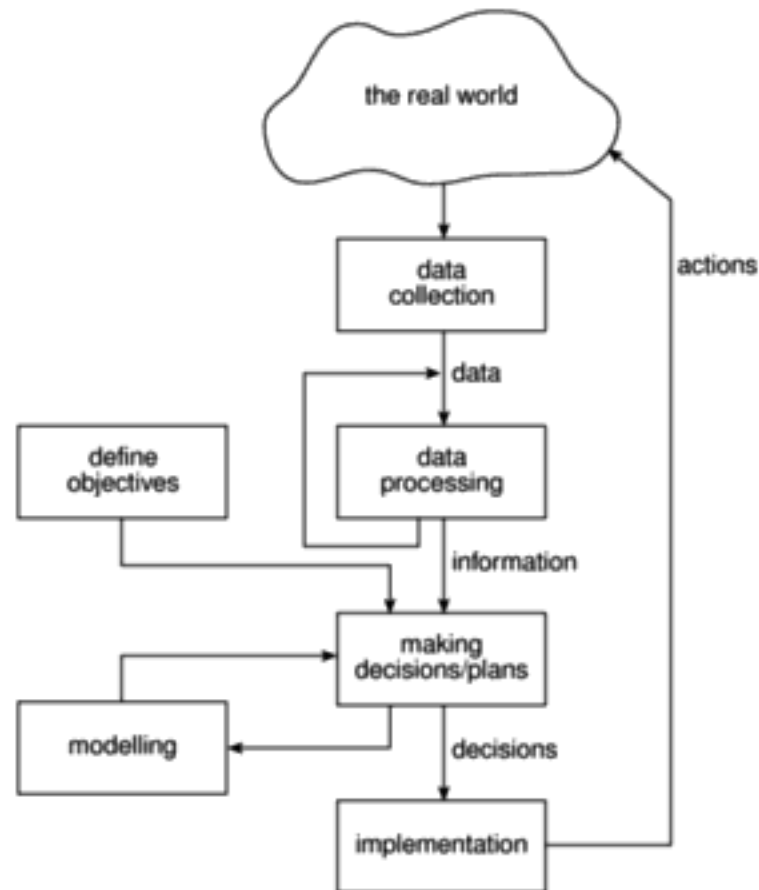 the real world
data
collection
actions
data
define
objectives
data
processing
information
making
decisions/plans
modelling
decisions
implementation